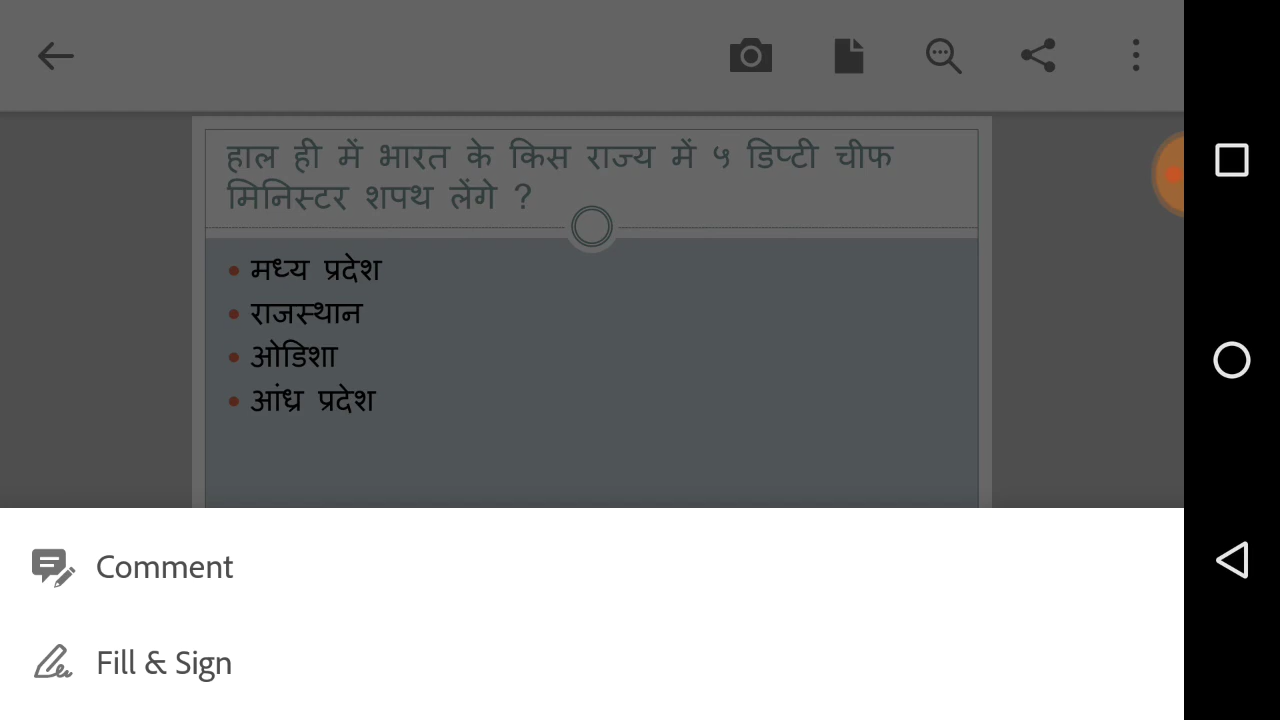 हाल ही में भारत के किस राज्य में ५ डिप्टी चीफ
मिनिस्टर शपथ लेंगे ?
• मध्य प्रदेश
• राजस्थान
• ओडिशा
• आंध्र प्रदेश
Comment
Fill & Sign